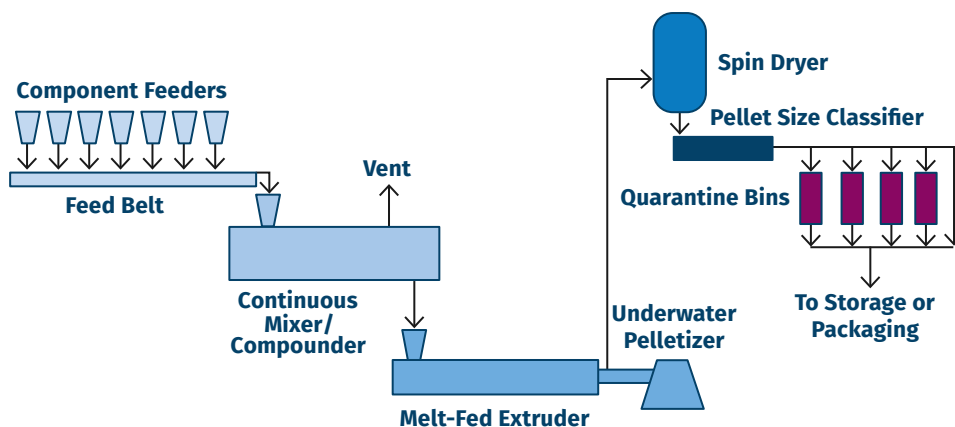 Component Feeders
Feed Belt
Vent
Continuous
Mixer/
Compounder
Melt-Fed Extruder
Underwater
Pelletizer
Spin Dryer
Pellet Size Classifier
Quarantine Bins
To Storage or
Packaging